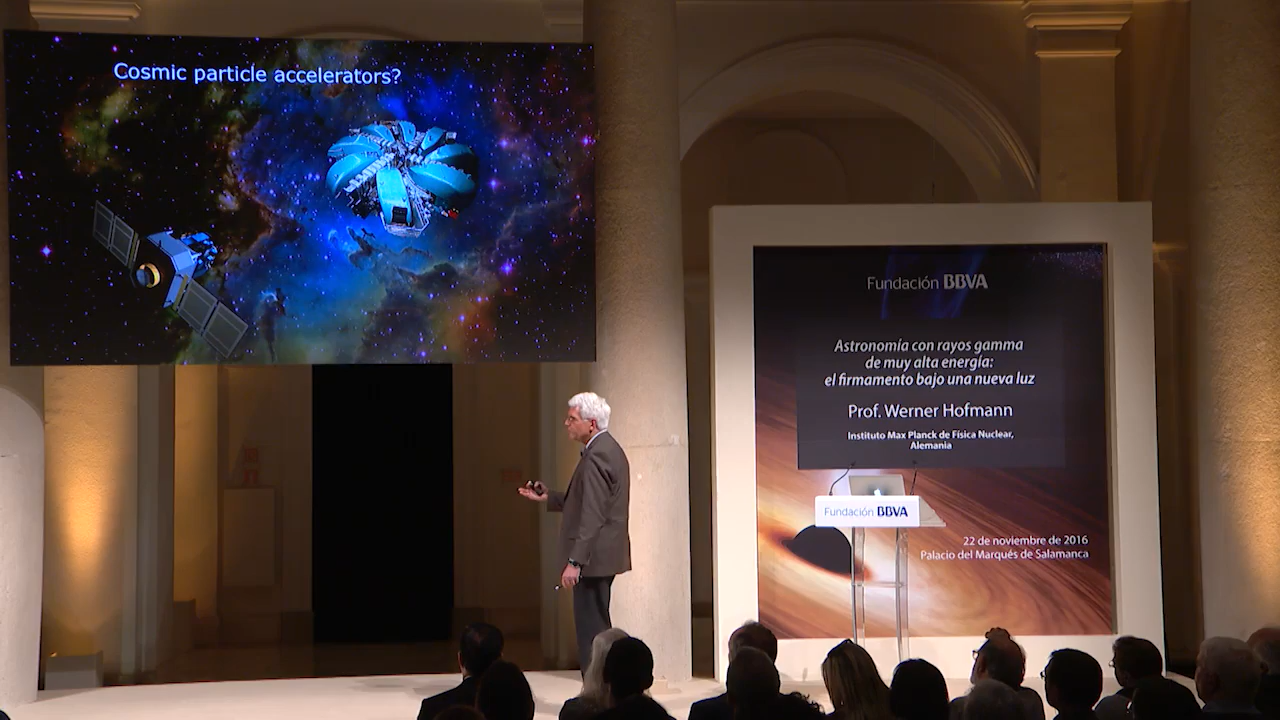 Cosmic particle accelerators?
Fundación BBVA
Astronomía con rayos gamma
de muy alta energía:
el firmamento bajo una nueva luz
Prof. Werner Hofmann
Instituto Max Planck de Física Nuclear,
Alemania
Fundación BBVA
22 de noviembre de 2016
Palacio del Marqués de Salamanca